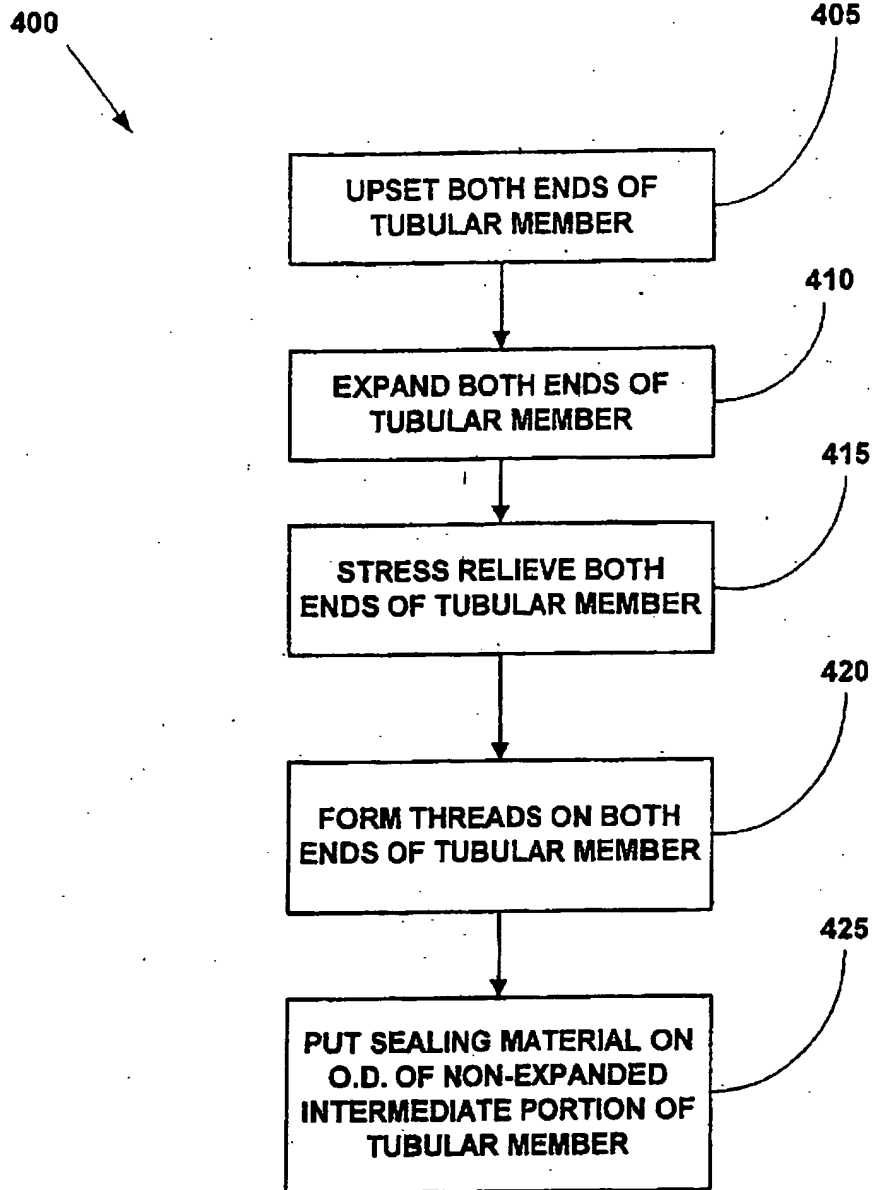 400
405
UPSET BOTH ENDS OF
TUBULAR MEMBER
410
EXPAND BOTH ENDS OF
TUBULAR MEMBER
415
STRESS RELIEVE BOTH
ENDS OF TUBULAR MEMBER
420
FORM THREADS ON BOTH
ENDS OF TUBULAR MEMBER
425
PUT SEALING MATERIAL ON
O.D. OF NON-EXPANDED
INTERMEDIATE PORTION OF
TUBULAR MEMBER